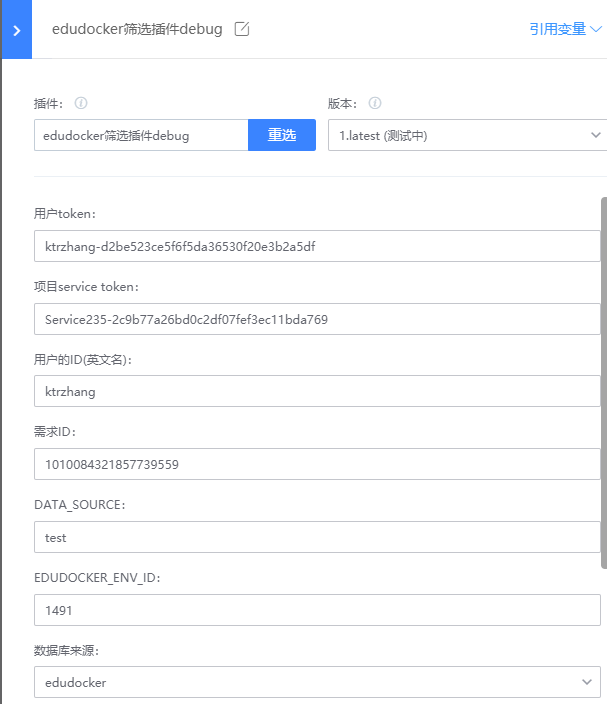 edudocker筛选插件debug
引用变量
插件：
版本：
edudocker筛选插件debug
重选
1.latest (测试中)
用户token：
ktrzhang-d2be523ce5f6f5da36530f20e3b2a5df
项目service token：
Service235-2c9b77a26bd0c2df07fef3ec11bda769
用户的ID(英文名)：
ktrzhang
需求ID：
1010084321857739559
DATA_SOURCE：
test
EDUDOCKER_ENV_ID：
1491
数据库来源：
edudocker